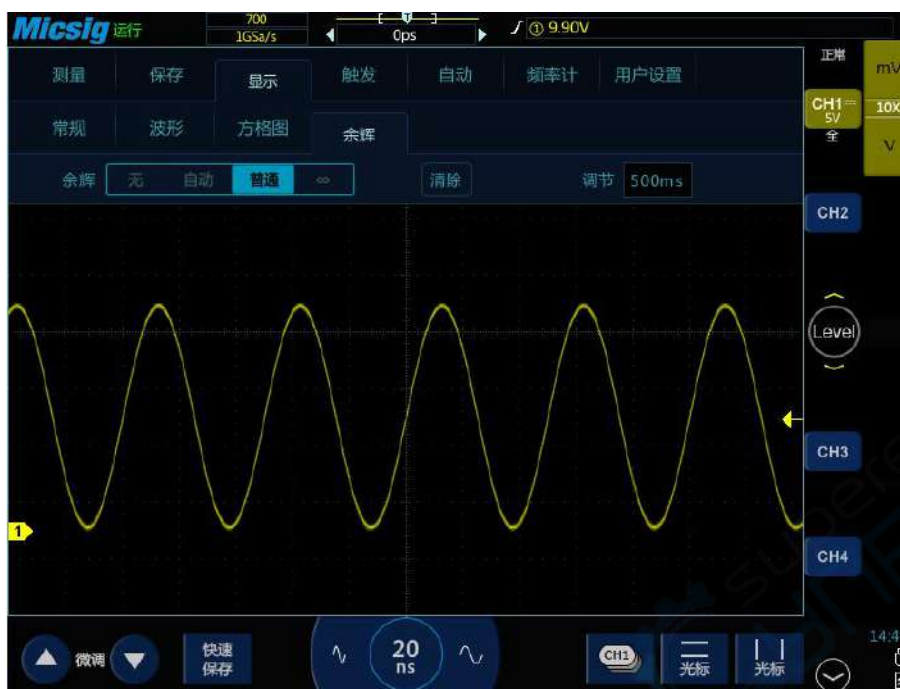 Micsig 运行
700
1GSa/s
T
0ps
① 9.90V
测量 保存 显示 触发 自动 频率计 用户设置
常规 波形 方格图 余辉
余辉 无 自动 普通 ∞ 清除 调节 500ms
正常
CH1
5V
全
mV
10X
V
CH2
Level
1
CH3
CH4
微调
快速
保存
20
ns
CH1
光标
光标
14:4